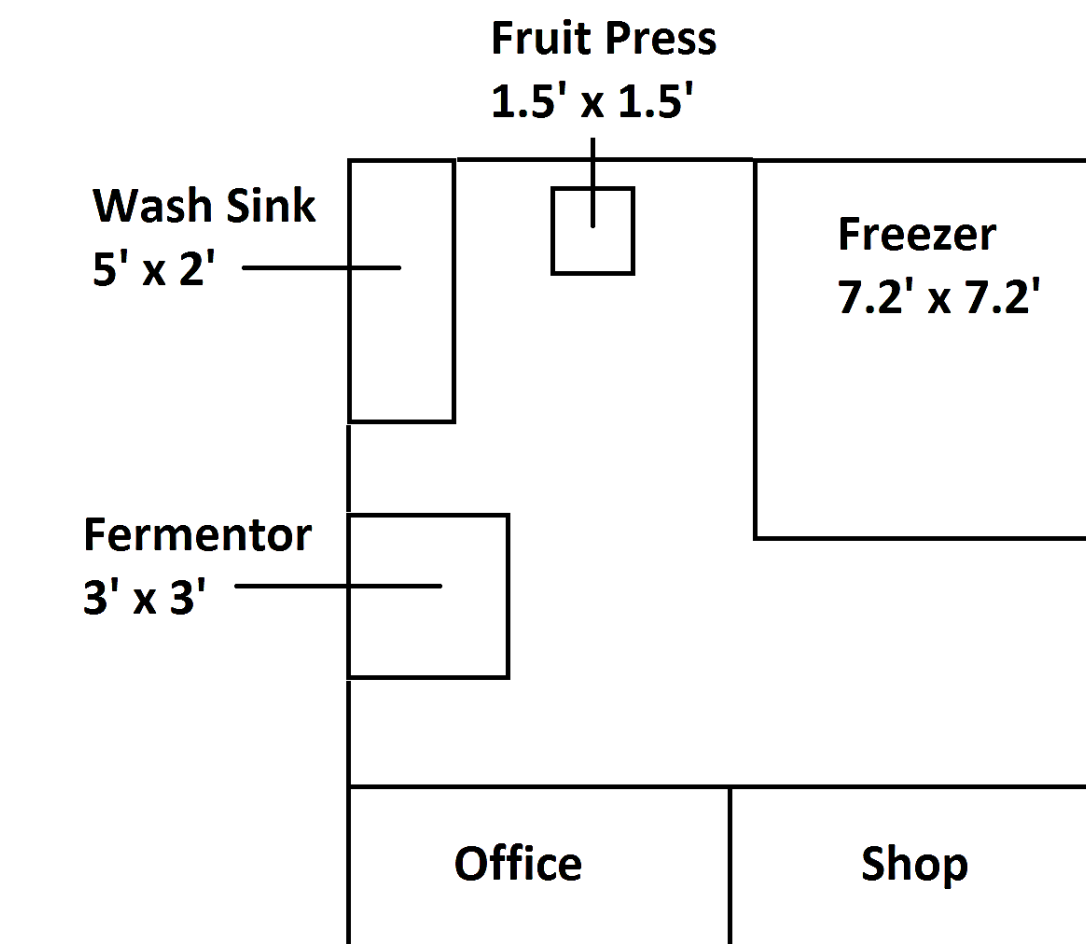 Fruit Press
1.5' x 1.5'
Wash Sink
5' x 2'
Freezer
7.2' x 7.2'
Fermentor
3' x 3'
Office
Shop